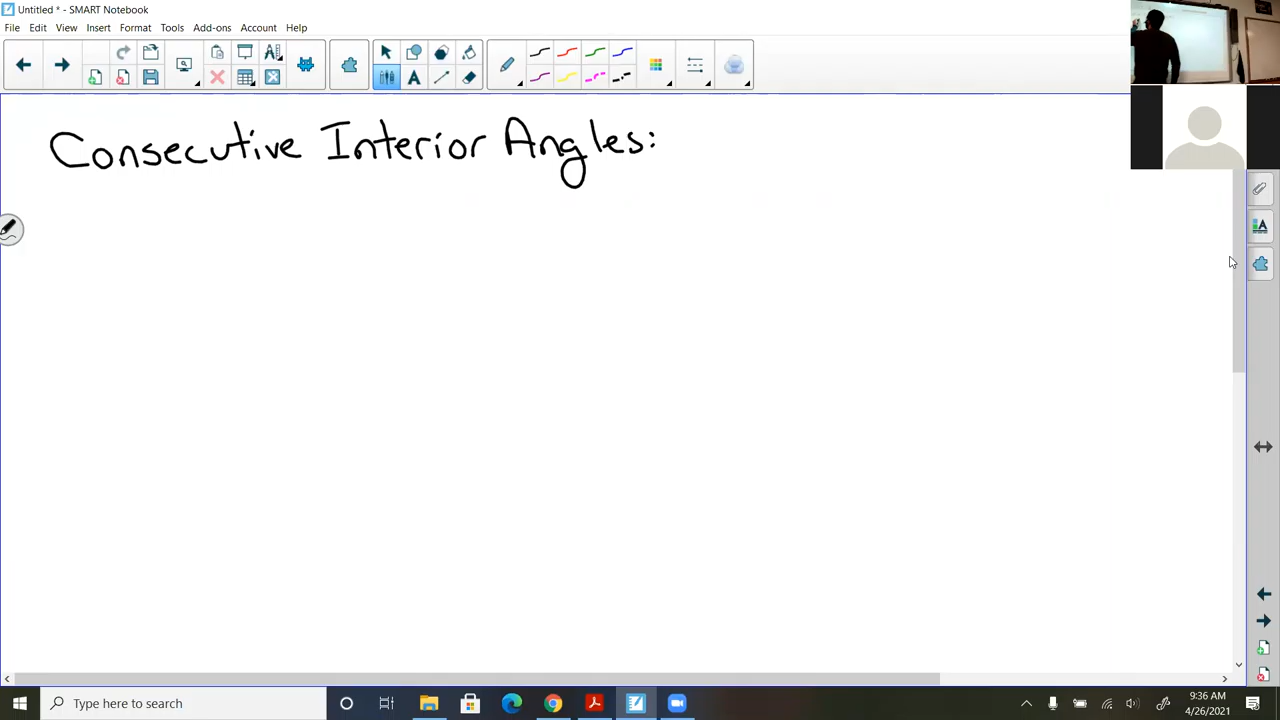 Untitled * - SMART Notebook
File Edit View Insert Format Tools Add-ons Account Help
Consecutive Interior Angles:
Type here to search
9:36 AM
4/26/2021